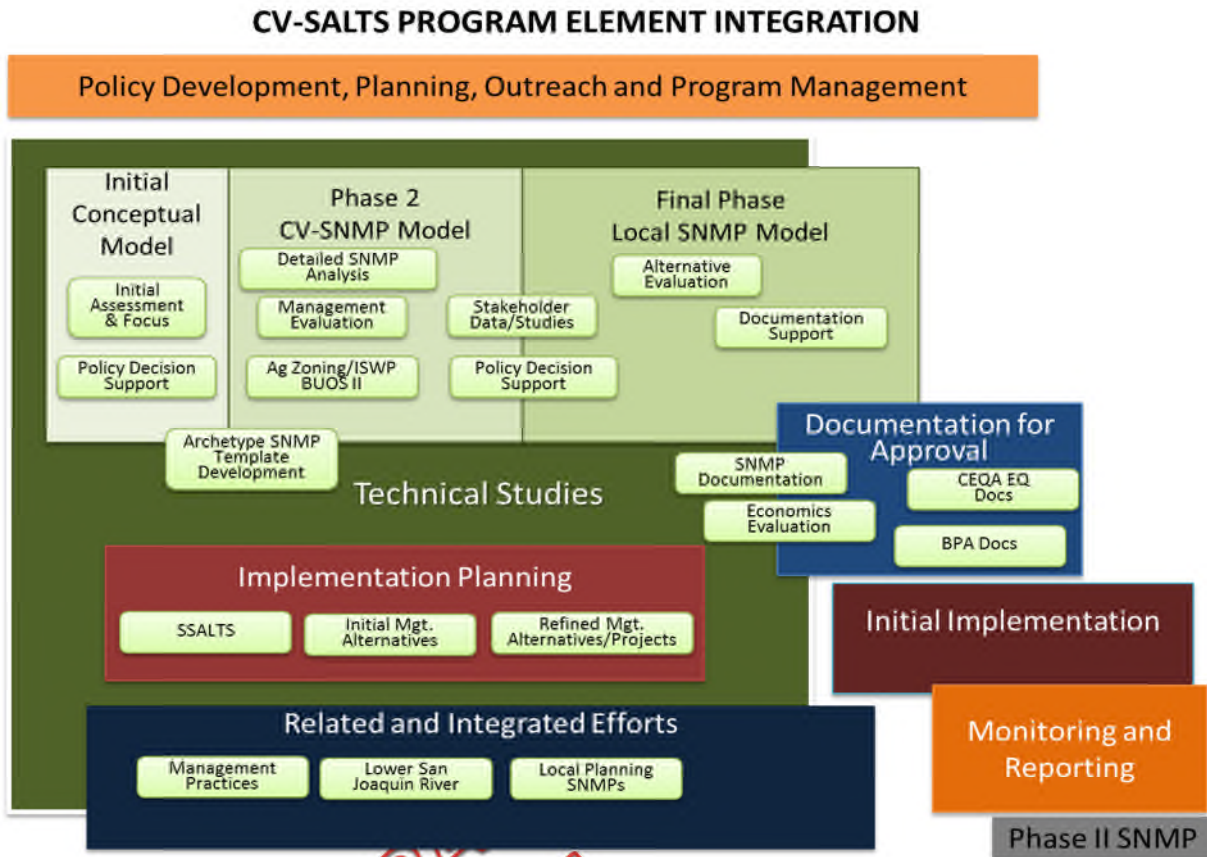 CV-SALTS PROGRAM ELEMENT INTEGRATION
Policy Development, Planning, Outreach and Program Management
Initial
Conceptual
Model
Phase 2
CV-SNMP Model
Final Phase
Local SNMP Model
Initial
Assessment
& Focus
Policy Decision
Support
Detailed SNMP
Analysis
Management
Evaluation
Ag Zoning/ISWP
BUOS II
Stakeholder
Data/Studies
Policy Decision
Support
Alternative
Evaluation
Documentation
Support
Archetype SNMP
Template
Development
Technical Studies
Documentation for
Approval
SNMP
Documentation
Economics
Evaluation
CEQA EQ
Docs
BPA Docs
Implementation Planning
SSALTS
Initial Mgt.
Alternatives
Refined Mgt.
Alternatives/Projects
Initial Implementation
Related and Integrated Efforts
Management
Practices
Lower San
Joaquin River
Local Planning
SNMPs
Monitoring and
Reporting
Phase II SNMP